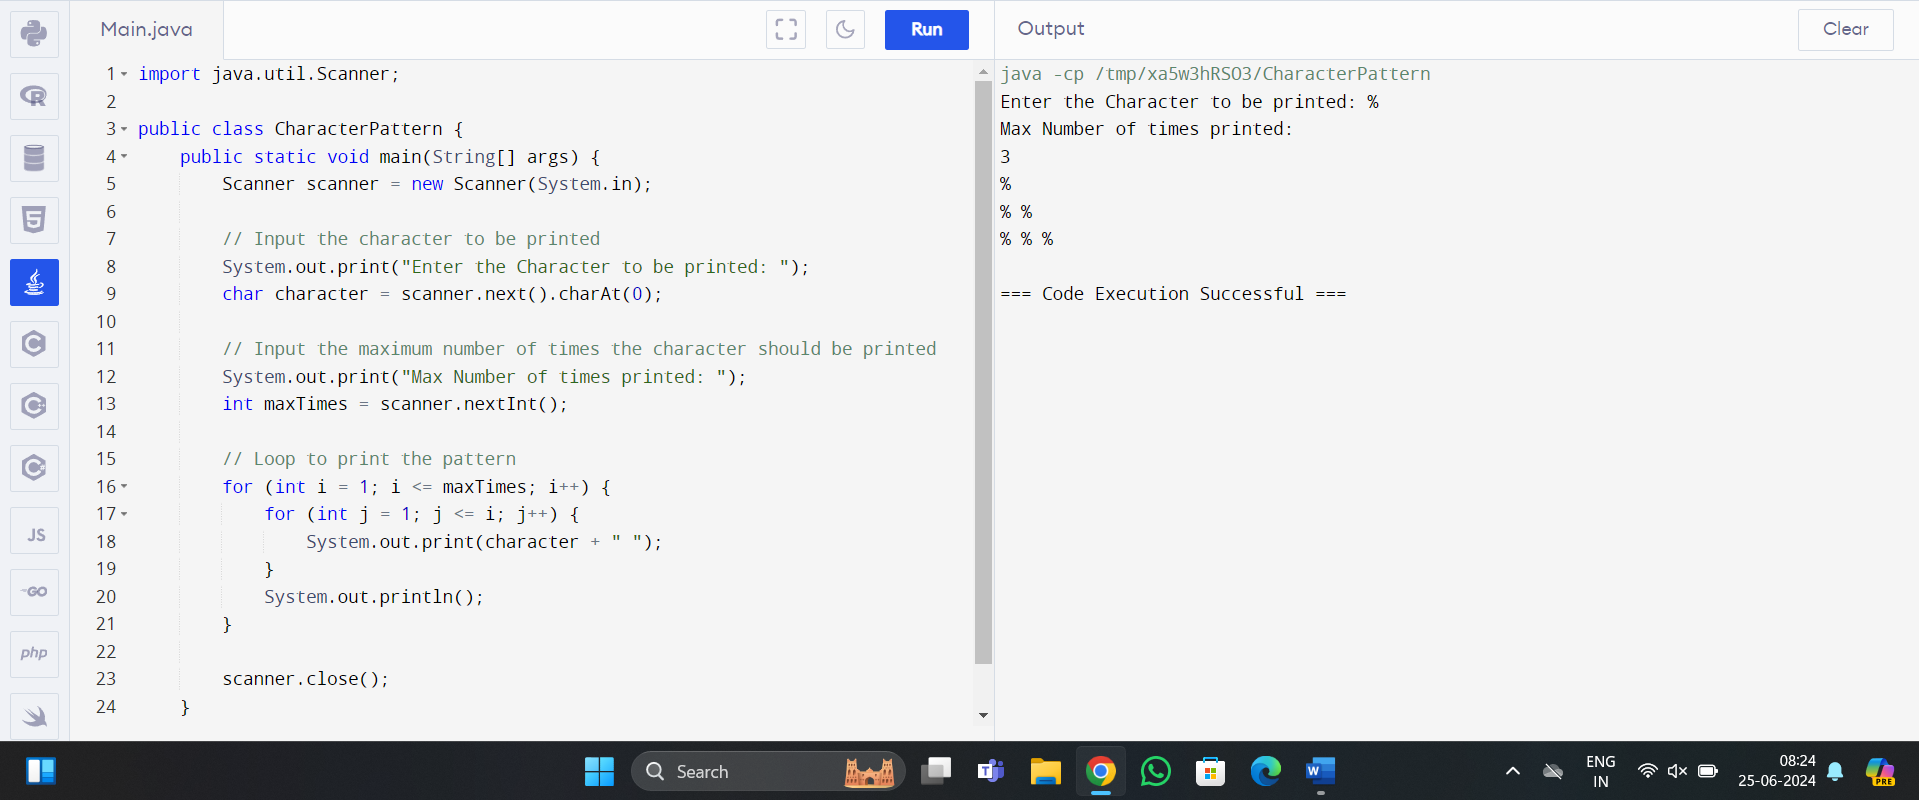 Main.java
Run
1 import java.util.Scanner;
2
3 public class CharacterPattern {
4 public static void main(String[] args) {
5 Scanner scanner = new Scanner(System.in);
6
7 // Input the character to be printed
8 System.out.print("Enter the Character to be printed: ");
9 char character = scanner.next().charAt(0);
10
11 // Input the maximum number of times the character should be printed
12 System.out.print("Max Number of times printed: ");
13 int maxTimes = scanner.nextInt();
14
15 // Loop to print the pattern
16 for (int i = 1; i <= maxTimes; i++) {
17 for (int j = 1; j <= i; j++) {
18 System.out.print(character + " ");
19 }
20 System.out.println();
21 }
22
23 scanner.close();
24 }
Output
Clear
java -cp /tmp/xa5w3hRSO3/CharacterPattern
Enter the Character to be printed: %
Max Number of times printed:
3
%
% %
% % %
=== Code Execution Successful ===
R
5
C
C
C
JS
GO
php
Search
T
W
ENG
IN
08:24
25-06-2024
PRE